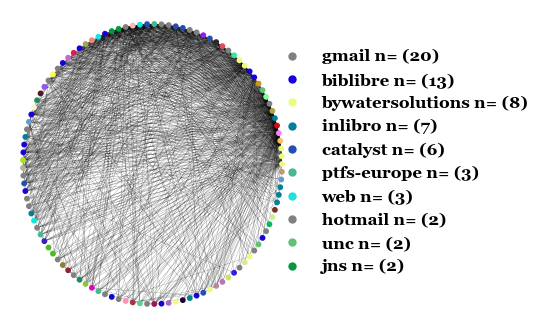 gmail n= (20)
biblibre n= (13)
bywatersolutions n= (8)
inlibro n= (7)
catalyst n= (6)
ptfs-europe n= (3)
web n= (3)
hotmail n= (2)
unc n= (2)
jns n= (2)